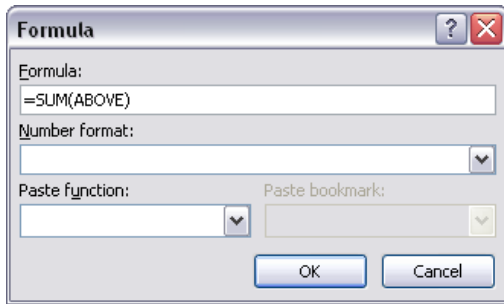 Formula
Formula:
=SUM(ABOVE)
Number format:
Paste function: Paste bookmark:
OK Cancel